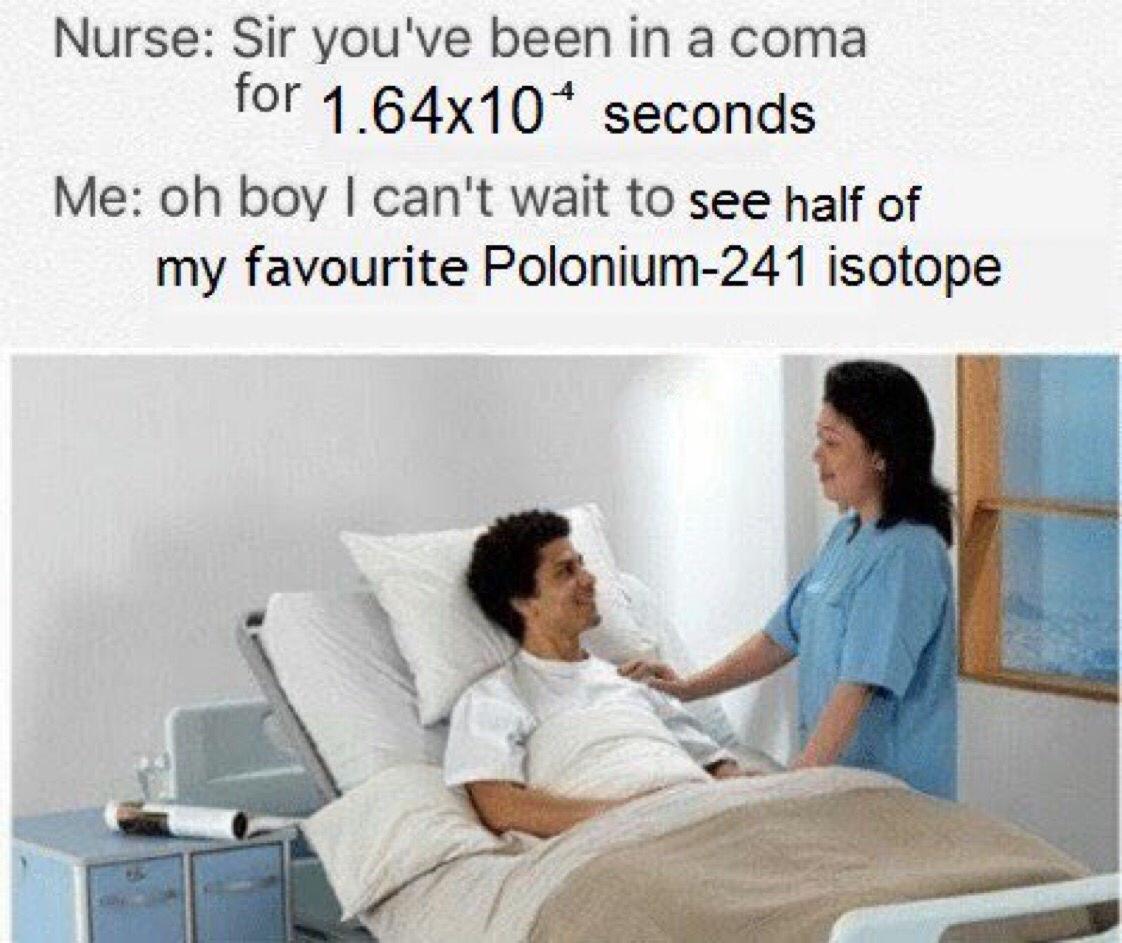 Nurse: Sir you've been in a coma
for 1.64x10⁻⁴ seconds
Me: oh boy I can't wait to see half of
my favourite Polonium-241 isotope